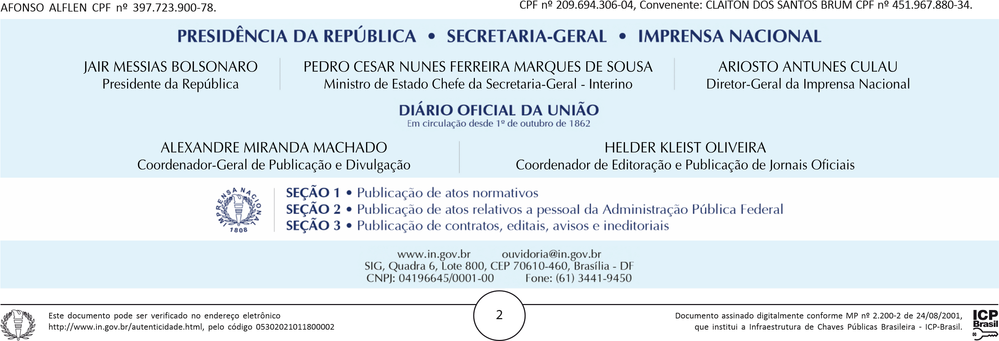 AFONSO ALFLEN CPF nº 397.723.900-78.
CPF nº 209.694.306-04, Convenente: CLAITON DOS SANTOS BRUM CPF nº 451.967.880-34.
PRESIDÊNCIA DA REPÚBLICA • SECRETARIA-GERAL • IMPRENSA NACIONAL
JAIR MESSIAS BOLSONARO
Presidente da República
PEDRO CESAR NUNES FERREIRA MARQUES DE SOUSA
Ministro de Estado Chefe da Secretaria-Geral - Interino
ARIOSTO ANTUNES CULAU
Diretor-Geral da Imprensa Nacional
DIÁRIO OFICIAL DA UNIÃO
Em circulação desde 1º de outubro de 1862
ALEXANDRE MIRANDA MACHADO
Coordenador-Geral de Publicação e Divulgação
HELDER KLEIST OLIVEIRA
Coordenador de Editoração e Publicação de Jornais Oficiais
IMPRENSA NACIONAL
1808
SEÇÃO 1 • Publicação de atos normativos
SEÇÃO 2 • Publicação de atos relativos a pessoal da Administração Pública Federal
SEÇÃO 3 • Publicação de contratos, editais, avisos e ineditoriais
www.in.gov.br ouvidoria@in.gov.br
SIG, Quadra 6, Lote 800, CEP 70610-460, Brasília - DF
CNPJ: 04196645/0001-00 Fone: (61) 3441-9450
Este documento pode ser verificado no endereço eletrônico
http://www.in.gov.br/autenticidade.html, pelo código 05302021011800002
2
Documento assinado digitalmente conforme MP nº 2.200-2 de 24/08/2001,
que institui a Infraestrutura de Chaves Públicas Brasileira - ICP-Brasil.
ICP
Brasil